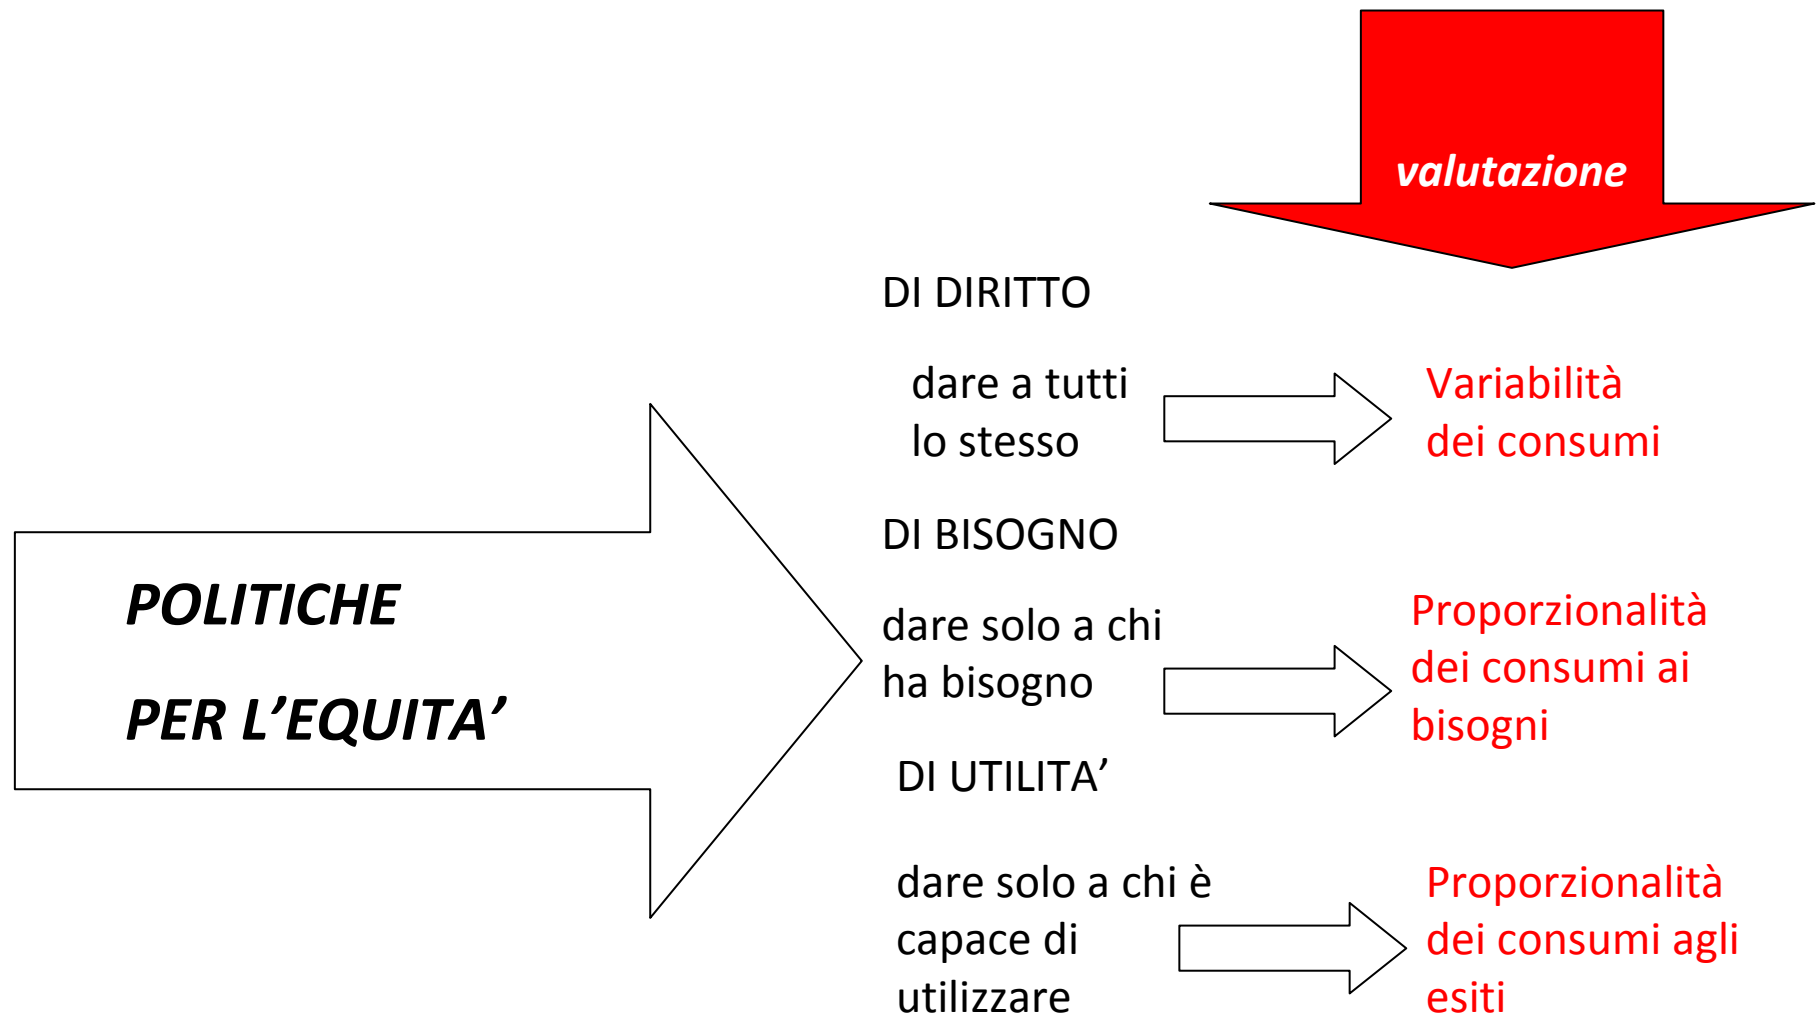 valutazione
POLITICHE
PER L’EQUITA’
DI DIRITTO
dare a tutti
lo stesso
Variabilità
dei consumi
DI BISOGNO
dare solo a chi
ha bisogno
Proporzionalità
dei consumi ai
bisogni
DI UTILITA’
dare solo a chi è
capace di
utilizzare
Proporzionalità
dei consumi agli
esiti